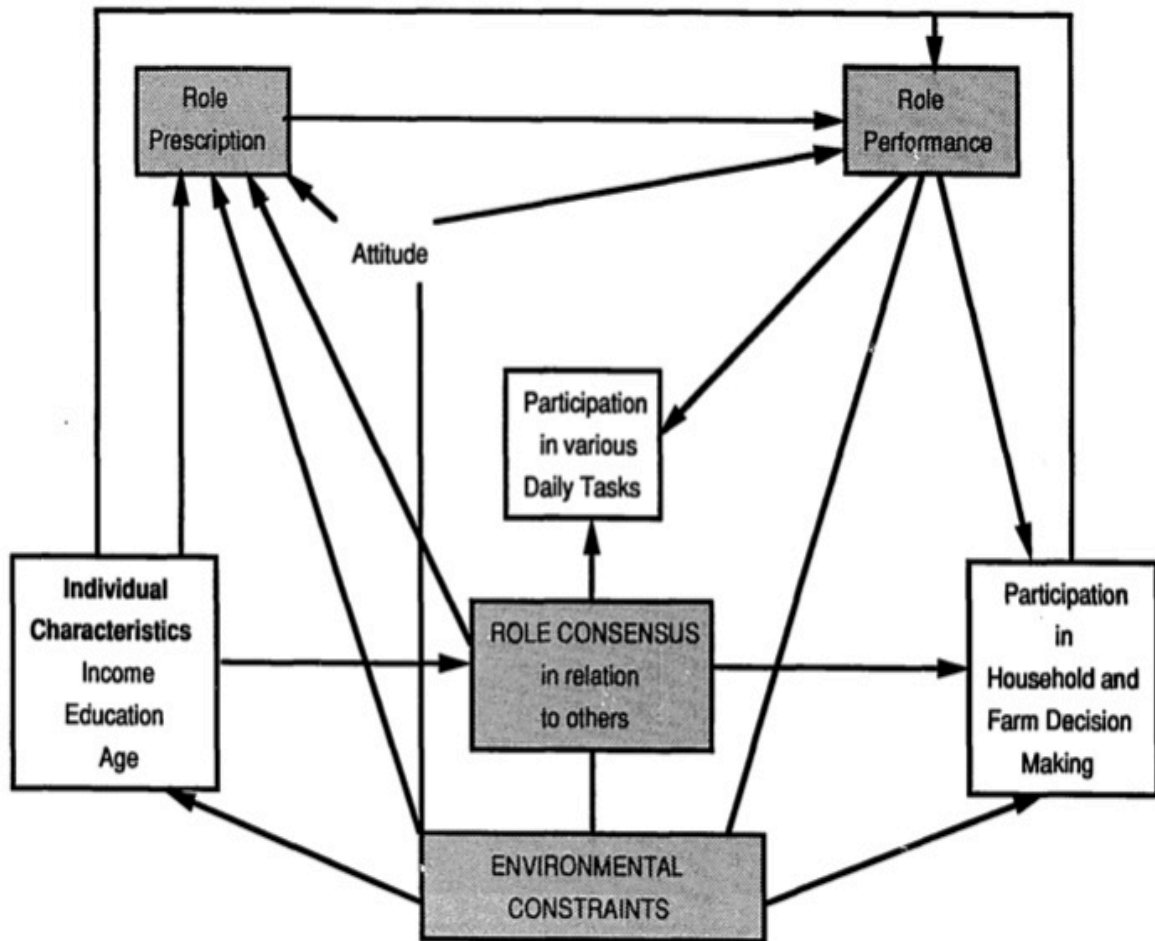 Role
Prescription
Role
Performance
Attitude
Participation
in various
Daily Tasks
Individual
Characteristics
Income
Education
Age
ROLE CONSENSUS
in relation
to others
Participation
in
Household and
Farm Decision
Making
ENVIRONMENTAL
CONSTRAINTS